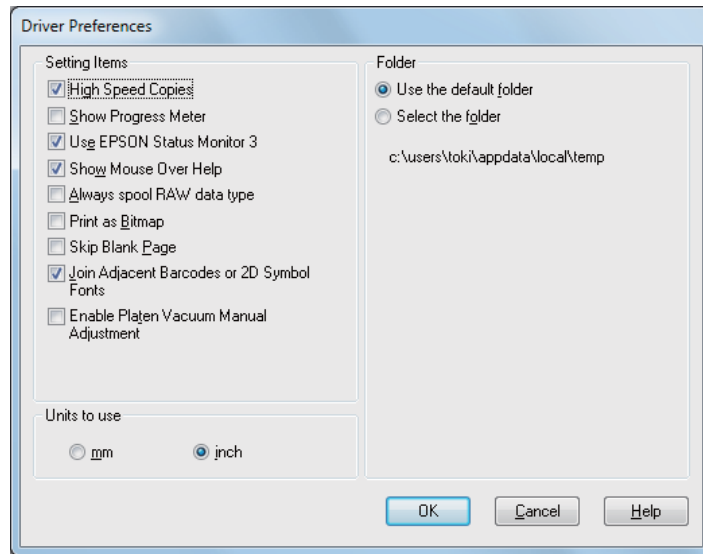 Driver Preferences
Setting Items
High Speed Copies
Show Progress Meter
Use EPSON Status Monitor 3
Show Mouse Over Help
Always spool RAW data type
Print as Bitmap
Skip Blank Page
Join Adjacent Barcodes or 2D Symbol
Fonts
Enable Platen Vacuum Manual
Adjustment
Units to use
mm
inch
Folder
Use the default folder
Select the folder
c:\users\toki\appdata\local\temp
OK
Cancel
Help